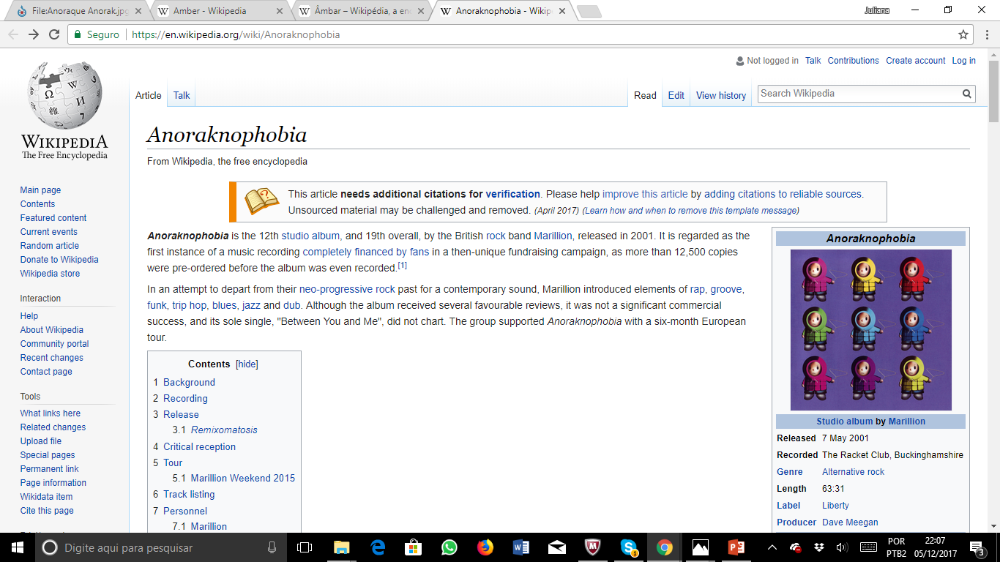 File:Anoraque Anorak.jpg
Amber - Wikipedia
Âmbar – Wikipédia, a en
Anoraknophobia - Wikip
Juliana
Seguro
https://en.wikipedia.org/wiki/Anoraknophobia
Not logged in Talk Contributions Create account Log in
Article Talk
Read Edit View history
Search Wikipedia
WIKIPEDIA
The Free Encyclopedia
Main page
Contents
Featured content
Current events
Random article
Donate to Wikipedia
Wikipedia store
Interaction
Help
About Wikipedia
Community portal
Recent changes
Contact page
Tools
What links here
Related changes
Upload file
Special pages
Permanent link
Page information
Wikidata item
Cite this page
Anoraknophobia
From Wikipedia, the free encyclopedia
This article needs additional citations for verification. Please help improve this article by adding citations to reliable sources.
Unsourced material may be challenged and removed. (April 2017) (Learn how and when to remove this template message)
Anoraknophobia is the 12th studio album, and 19th overall, by the British rock band Marillion, released in 2001. It is regarded as the
first instance of a music recording completely financed by fans in a then-unique fundraising campaign, as more than 12,500 copies
were pre-ordered before the album was even recorded.[1]
In an attempt to depart from their neo-progressive rock past for a contemporary sound, Marillion introduced elements of rap, groove,
funk, trip hop, blues, jazz and dub. Although the album received several favourable reviews, it was not a significant commercial
success, and its sole single, "Between You and Me", did not chart. The group supported Anoraknophobia with a six-month European
tour.
Contents [hide]
1 Background
2 Recording
3 Release
3.1 Remixomatosis
4 Critical reception
5 Tour
5.1 Marillion Weekend 2015
6 Track listing
7 Personnel
7.1 Marillion
Anoraknophobia
Studio album by Marillion
Released 7 May 2001
Recorded The Racket Club, Buckinghamshire
Genre Alternative rock
Length 63:31
Label Liberty
Producer Dave Meegan
Digite aqui para pesquisar
POR
PTB2
22:07
05/12/2017
3